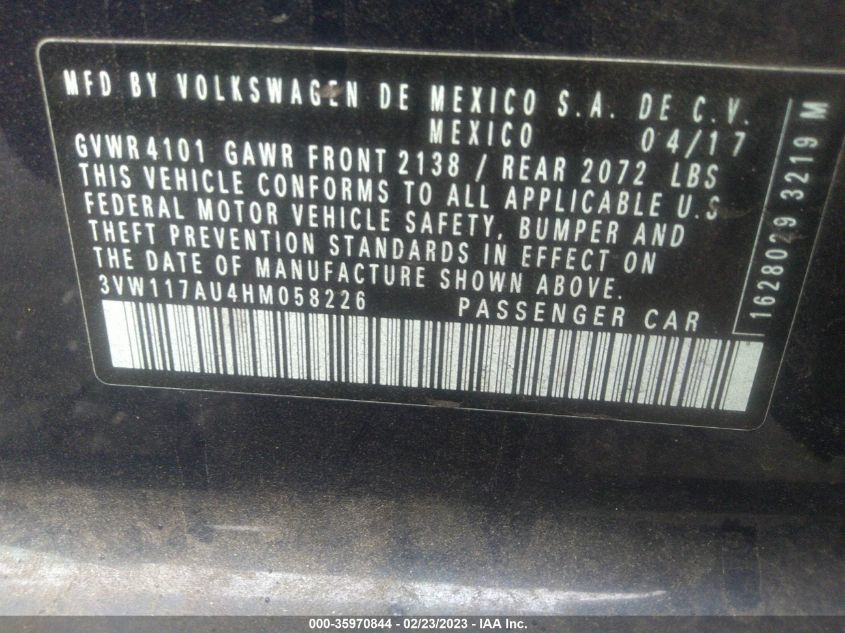 MFD BY VOLKSWAGEN DE MEXICO S.A. DE C.V.
MEXICO 04/17
GVWR 4101 GAWR FRONT 2138 / REAR 2072 LBS
THIS VEHICLE CONFORMS TO ALL APPLICABLE U.S
FEDERAL MOTOR VEHICLE SAFETY, BUMPER AND
THEFT PREVENTION STANDARDS IN EFFECT ON
THE DATE OF MANUFACTURE SHOWN ABOVE.
3VW117AU4HM058226 PASSENGER CAR
1628029 3219 M
000-35970844 - 02/23/2023 - IAA Inc.